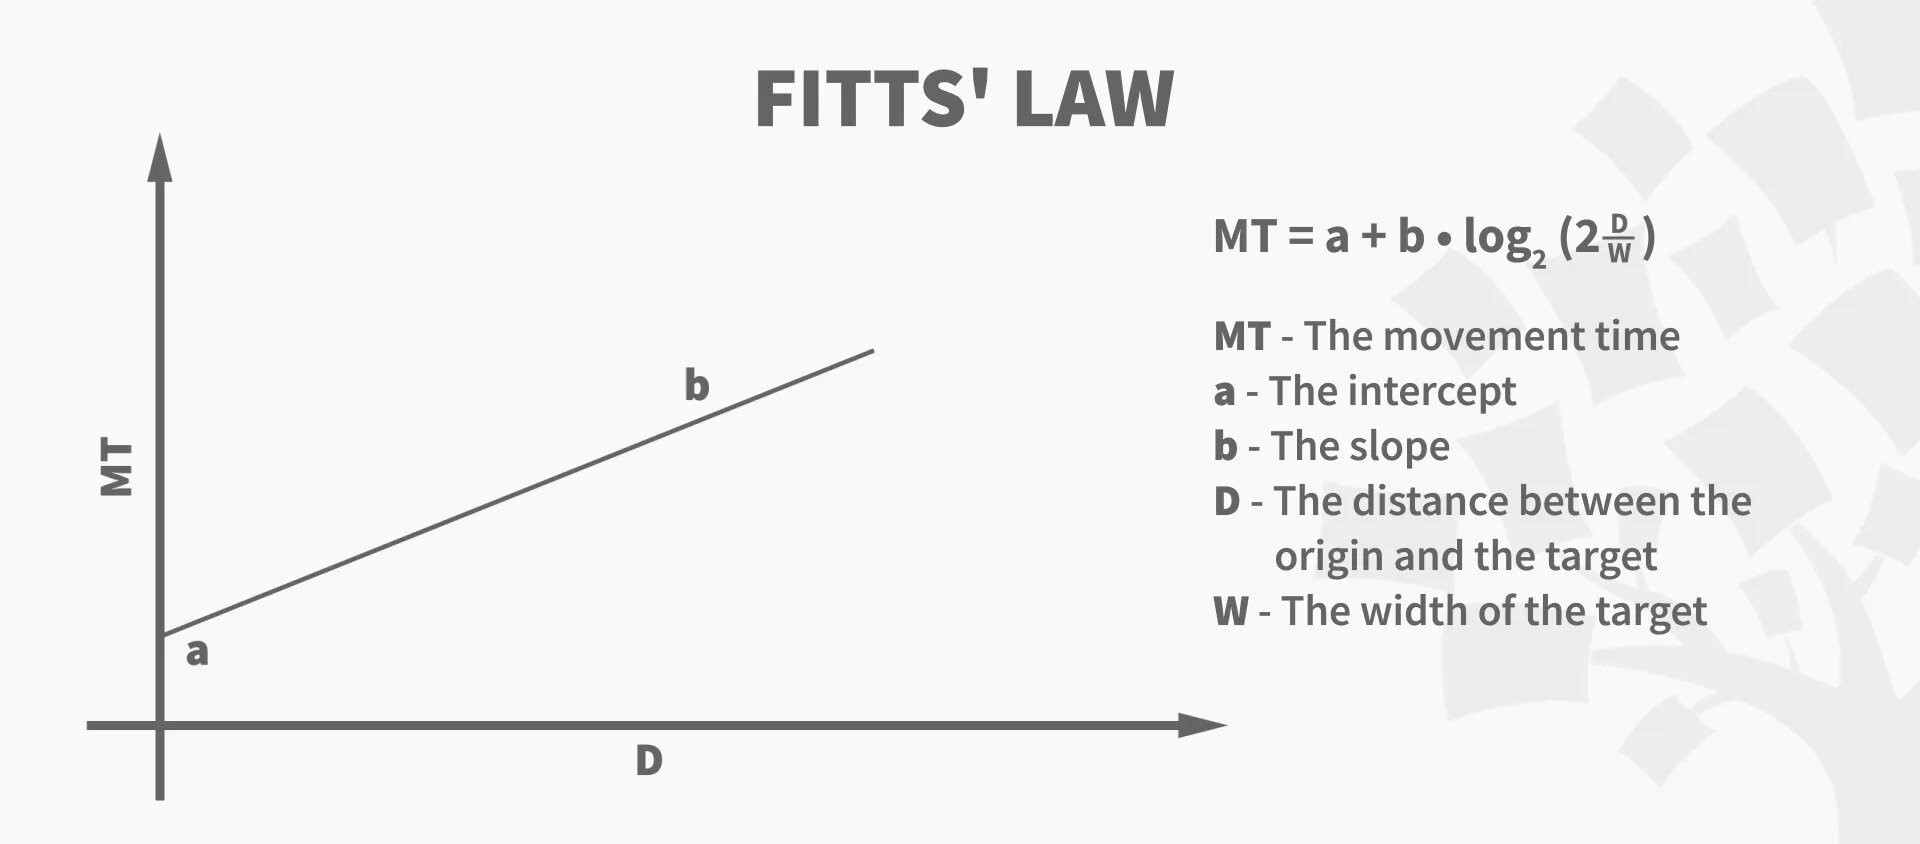 FITTS' LAW
MT = a + b • log₂ (2 D/W)
MT - The movement time
a - The intercept
b - The slope
D - The distance between the
origin and the target
W - The width of the target
MT
b
a
D